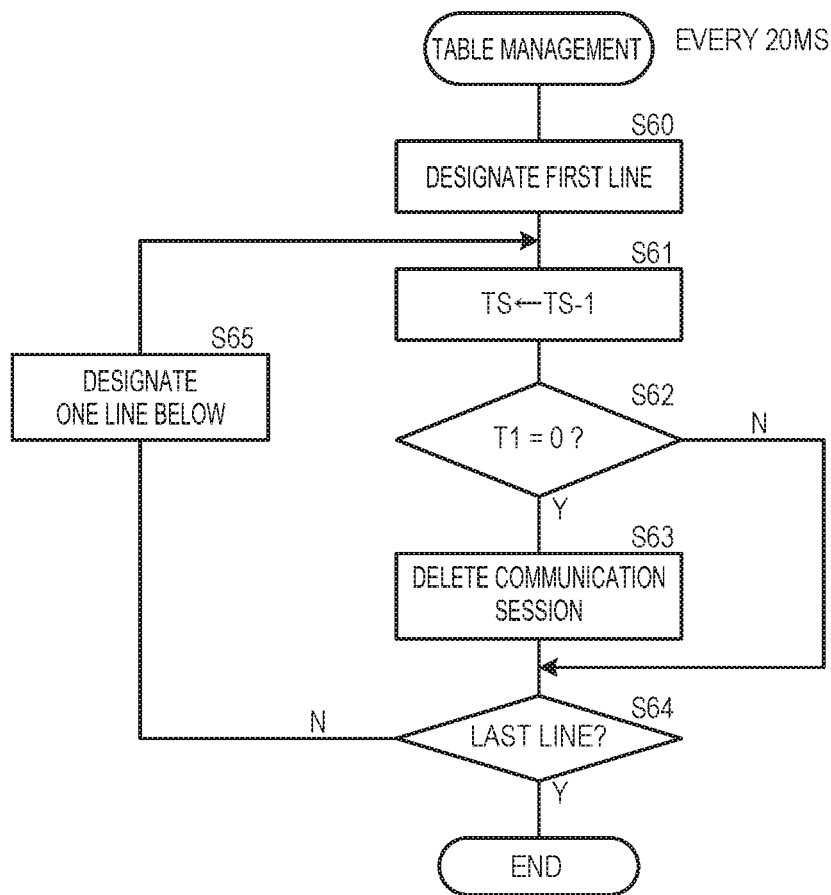 TABLE MANAGEMENT
EVERY 20MS
S60
DESIGNATE FIRST LINE
S61
TS←TS-1
S65
DESIGNATE
ONE LINE BELOW
S62
T1 = 0 ?
N
Y
S63
DELETE COMMUNICATION
SESSION
S64
LAST LINE?
N
Y
END